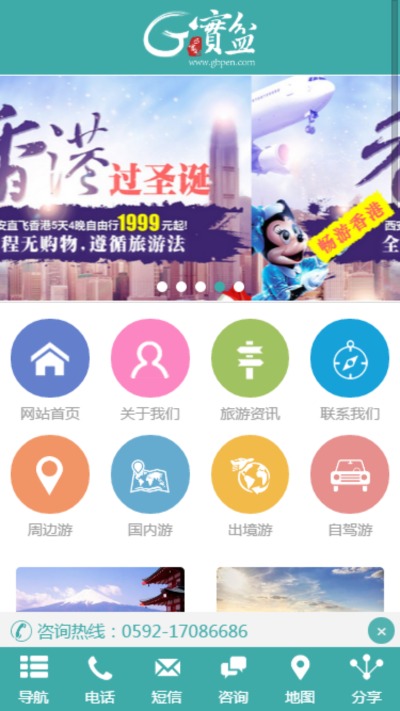 G宝寶盆
www.gbpen.com
香港过圣诞
安直飞香港5天4晚自由行1999元起!
程无购物.遵循旅游法
畅游香港
西安
全
网站首页
关于我们
旅游资讯
联系我们
周边游
国内游
出境游
自驾游
咨询热线：0592-17086686
导航
电话
短信
咨询
地图
分享